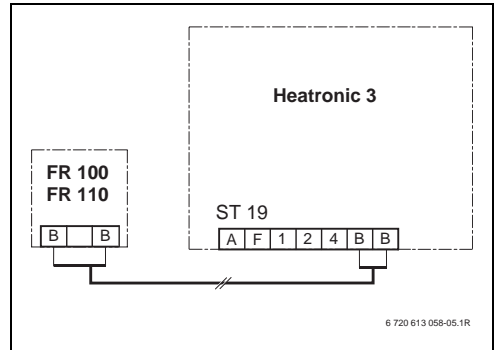 Heatronic 3
FR 100
FR 110
ST 19
B B
A F 1 2 4 B B
6 720 613 058-05.1R